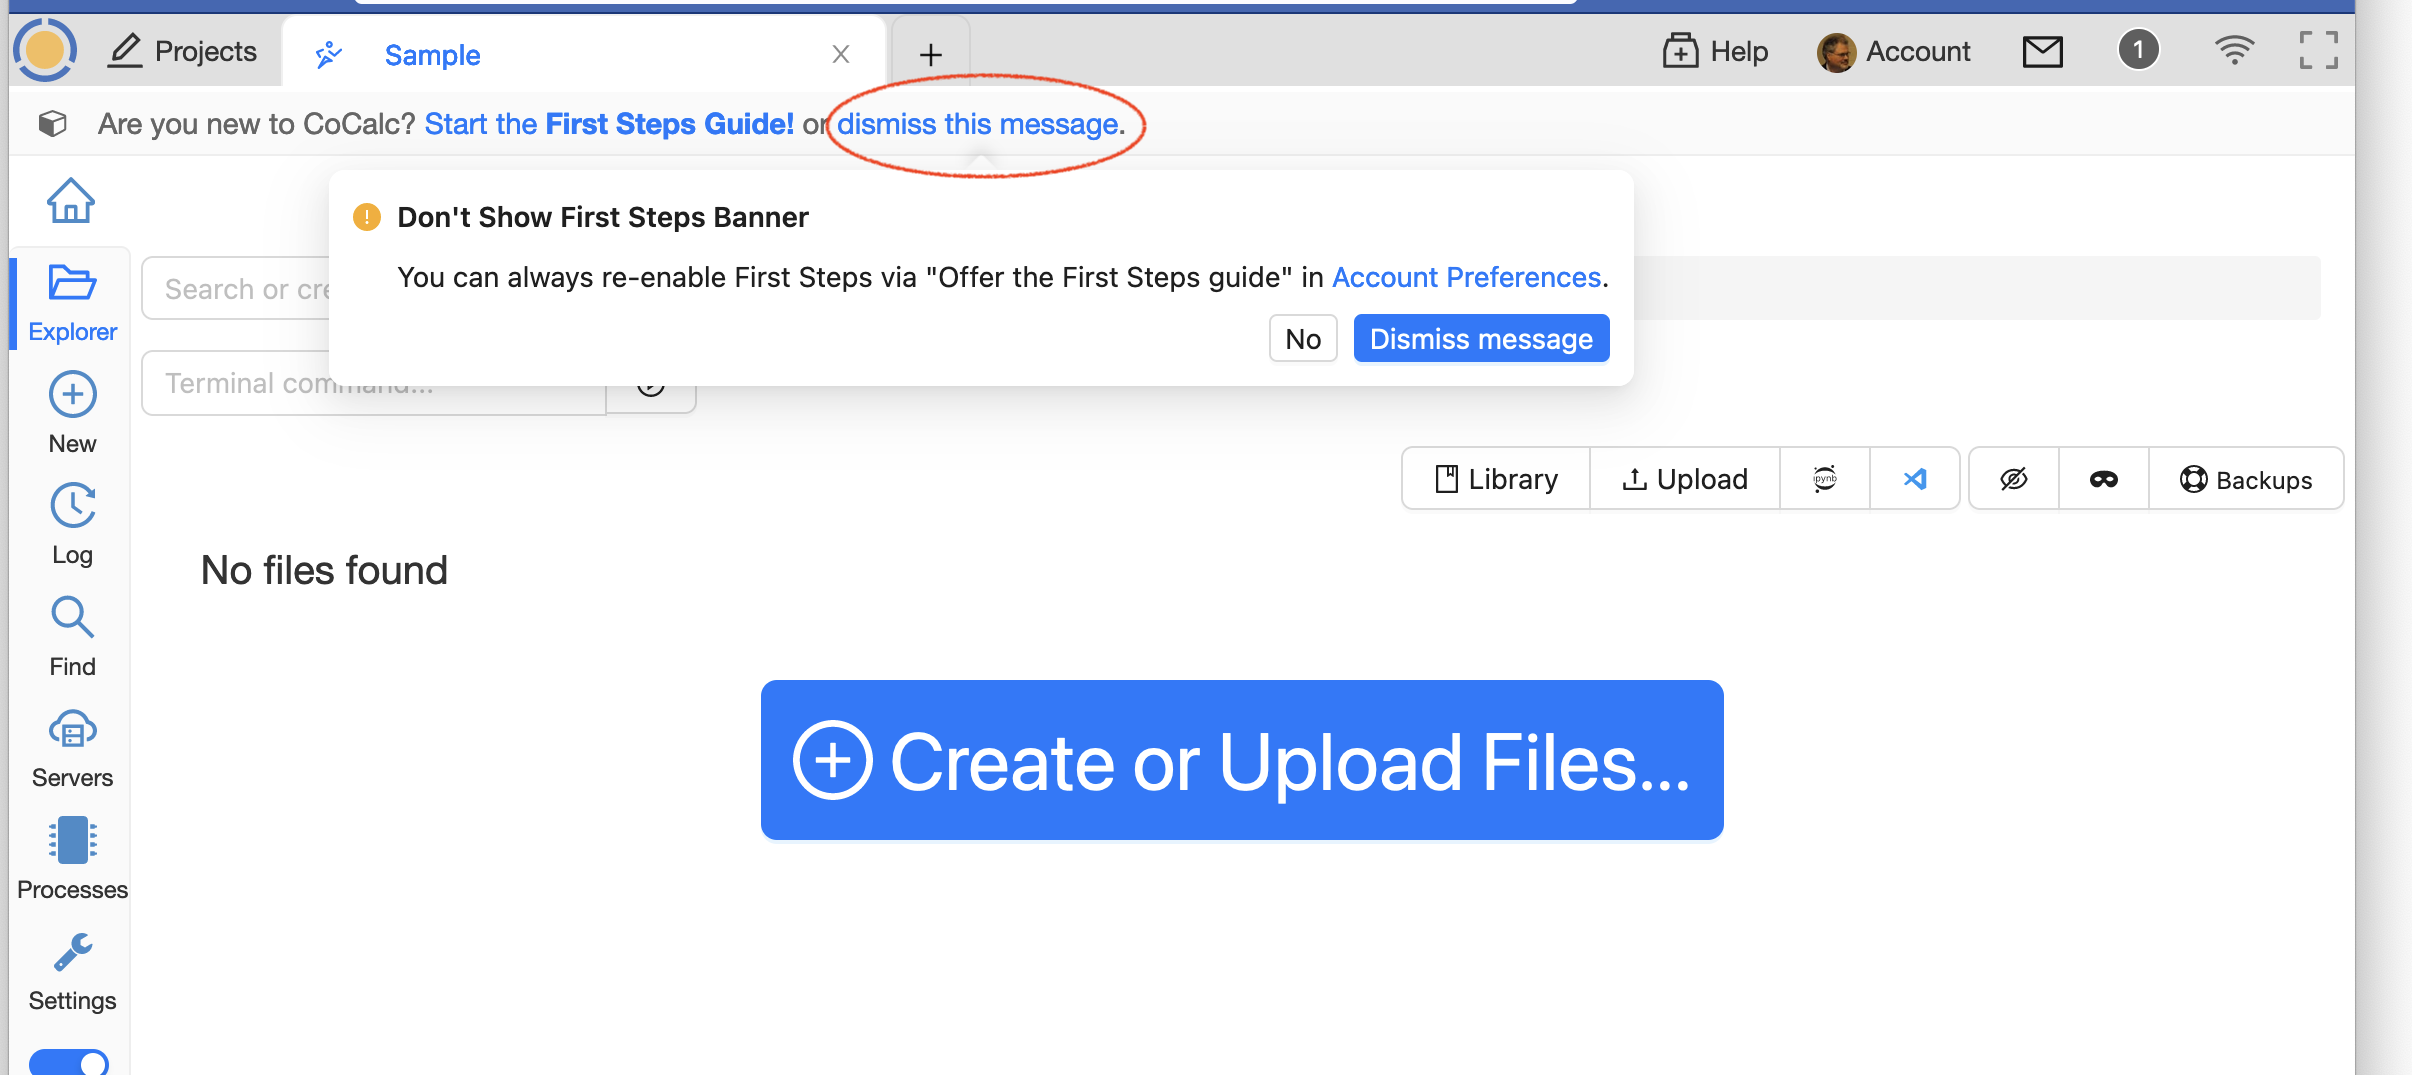 Projects
Sample
Help
Account
1
Are you new to CoCalc? Start the First Steps Guide! or dismiss this message.
Don't Show First Steps Banner
You can always re-enable First Steps via "Offer the First Steps guide" in Account Preferences.
No
Dismiss message
Search or cre
Terminal command...
Explorer
New
Log
Find
Servers
Processes
Settings
Library
Upload
ipynb
Backups
No files found
Create or Upload Files...